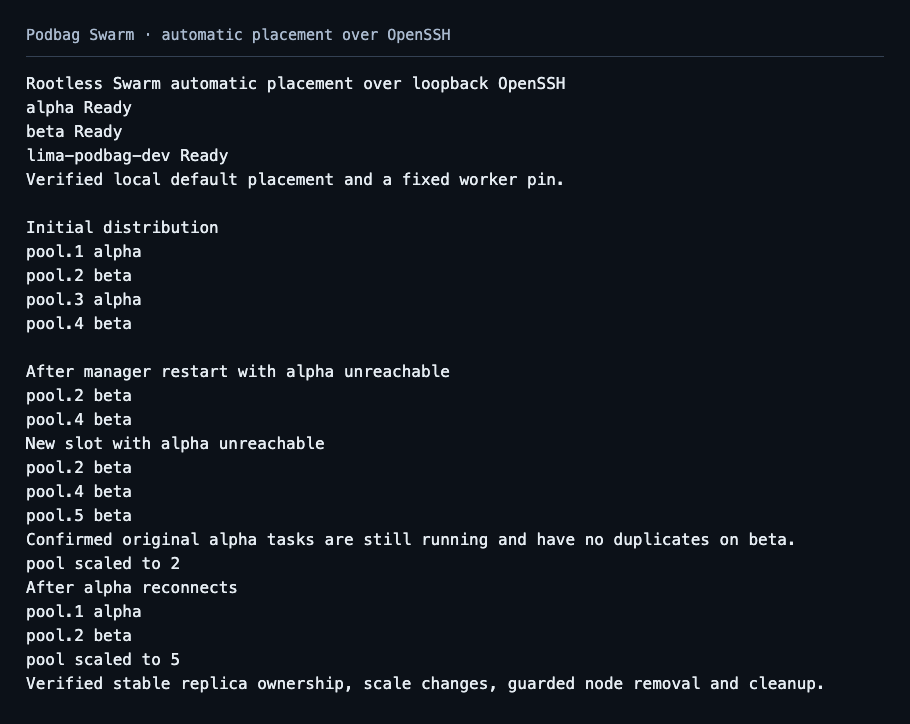 Podbag Swarm · automatic placement over OpenSSH
Rootless Swarm automatic placement over loopback OpenSSH
alpha Ready
beta Ready
lima-podbag-dev Ready
Verified local default placement and a fixed worker pin.
Initial distribution
pool.1 alpha
pool.2 beta
pool.3 alpha
pool.4 beta
After manager restart with alpha unreachable
pool.2 beta
pool.4 beta
New slot with alpha unreachable
pool.2 beta
pool.4 beta
pool.5 beta
Confirmed original alpha tasks are still running and have no duplicates on beta.
pool scaled to 2
After alpha reconnects
pool.1 alpha
pool.2 beta
pool scaled to 5
Verified stable replica ownership, scale changes, guarded node removal and cleanup.